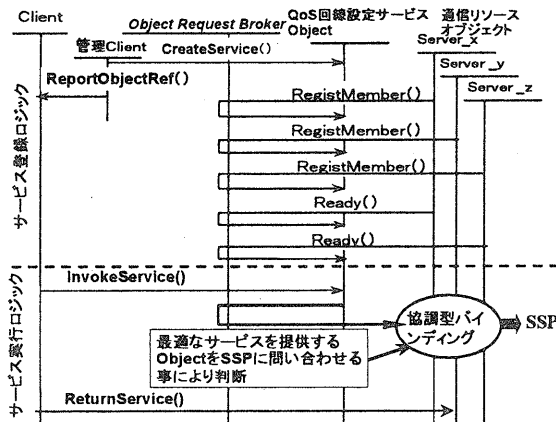 Client
Object Request Broker
QoS回線設定サービス
Object
通信リソース
オブジェクト
管理Client
CreateService()
Server_x
Server_y
Server_z
ReportObjectRef()
RegistMember()
RegistMember()
RegistMember()
Ready()
Ready()
サービス登録ロジック
InvokeService()
協調型バイ
ンディング
SSP
最適なサービスを提供する
ObjectをSSPに問い合わせる
事により判断
サービス実行ロジック
ReturnService()